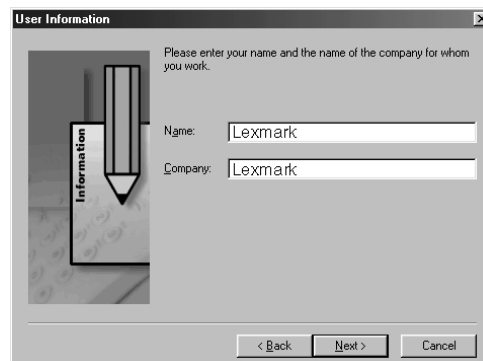 User Information
Please enter your name and the name of the company for whom
you work.
Name: Lexmark
Company: Lexmark
Information
< Back Next > Cancel